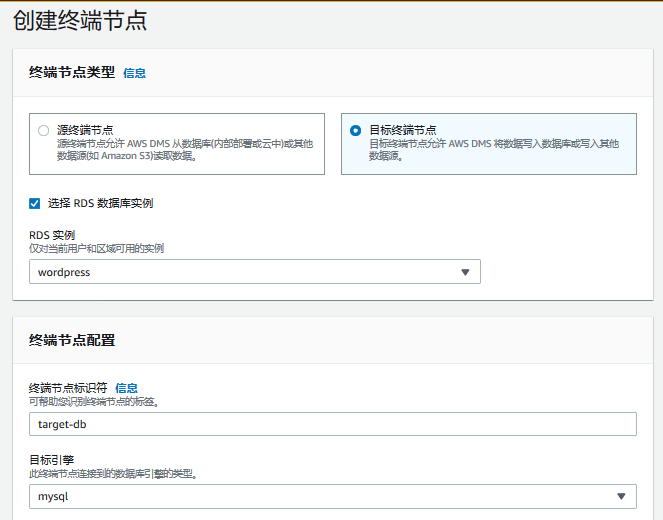 创建终端节点
终端节点类型 信息
源终端节点
源终端节点允许 AWS DMS 从数据库(内部部署或云中)或其他
数据源(如 Amazon S3)读取数据。
目标终端节点
目标终端节点允许 AWS DMS 将数据写入数据库或写入其他
数据源。
选择 RDS 数据库实例
RDS 实例
仅对当前用户和区域可用的实例
wordpress
终端节点配置
终端节点标识符 信息
可帮助您识别终端节点的标签。
target-db
目标引擎
此终端节点连接到的数据库引擎的类型。
mysql